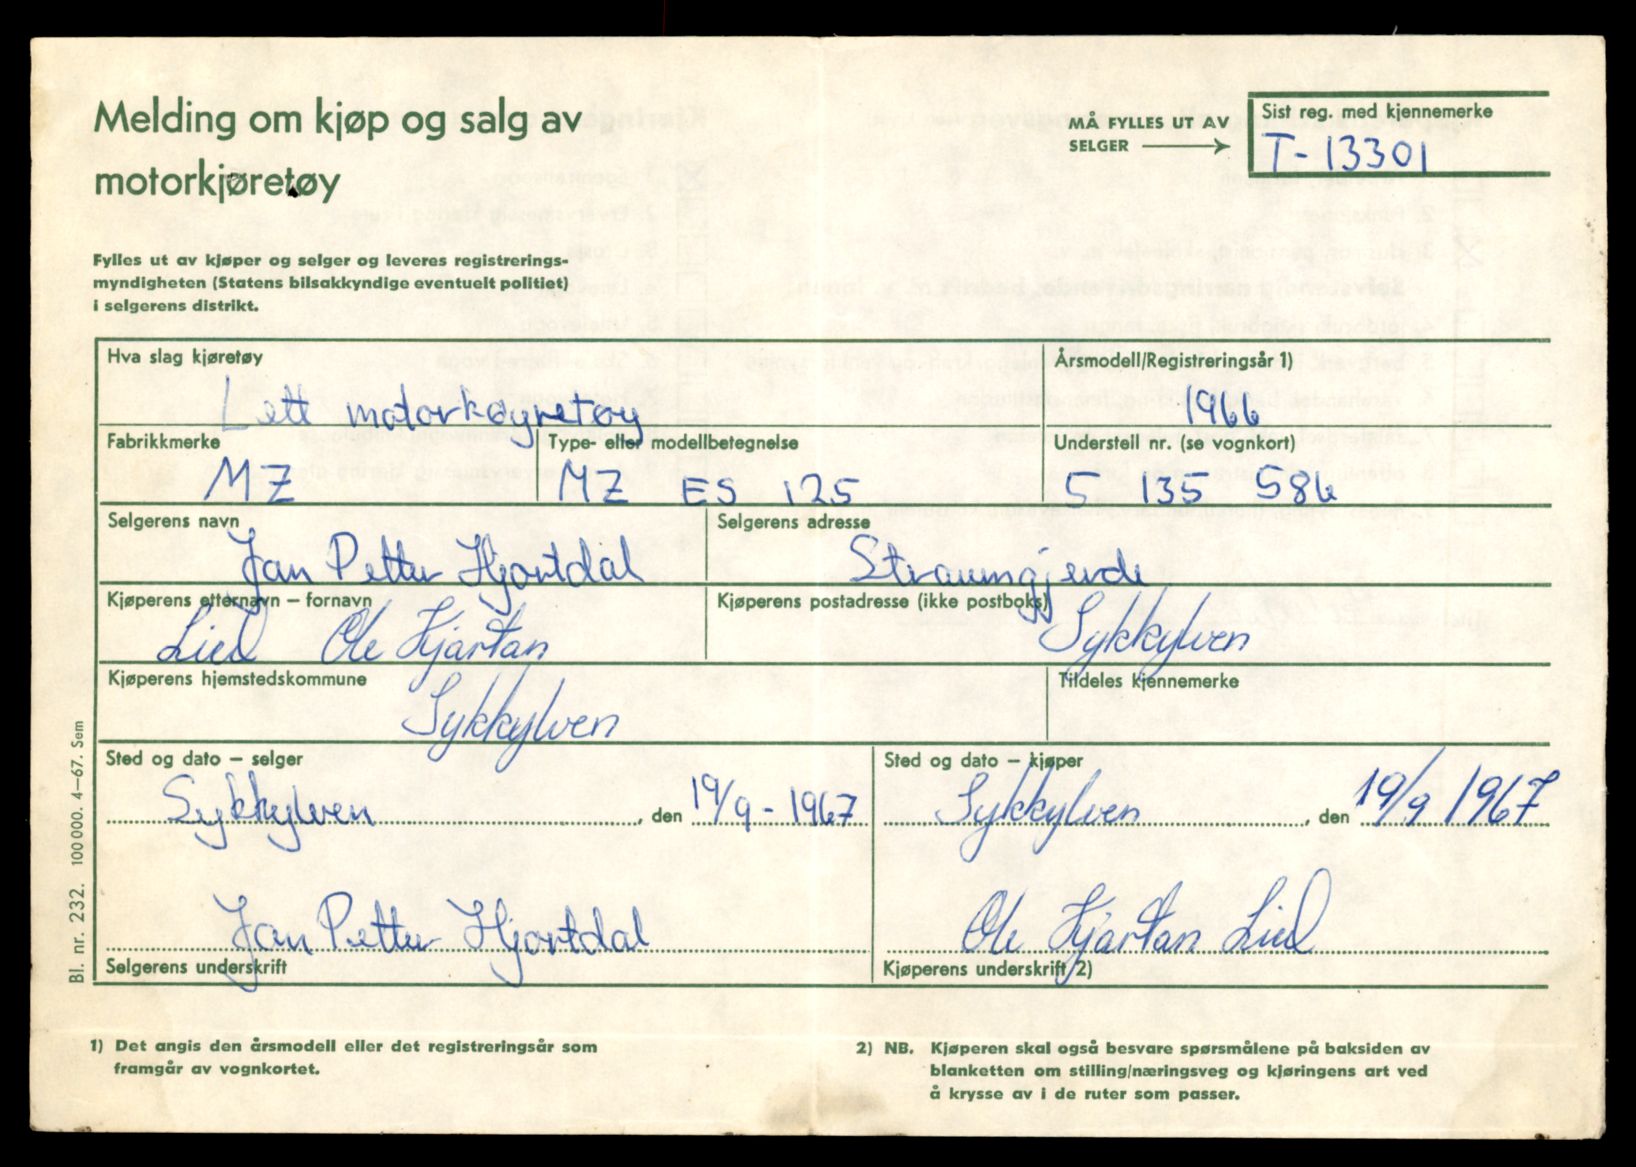 Melding om kjøp og salg av
motorkjøretøy
MÅ FYLLES UT AV
SELGER
Sist reg. med kjennemerke
T-13301
Fylles ut av kjøper og selger og leveres registrerings-
myndigheten (Statens bilsakkyndige eventuelt politiet)
i selgerens distrikt.
Hva slag kjøretøy
Årsmodell/Registreringsår 1)
Lett motorkøyretøy
1966
Fabrikkmerke
Type- eller modellbetegnelse
Understell nr. (se vognkort)
MZ
MZ ES 125
5 135 586
Selgerens navn
Selgerens adresse
Jan Petter Hjortdal
Straumgjerde
Kjøperens etternavn – fornavn
Kjøperens postadresse (ikke postboks)
Lied Ole Kjartan
Sykkylven
Kjøperens hjemstedskommune
Tildeles kjennemerke
Sykkylven
Sted og dato – selger
Sted og dato – kjøper
Sykkylven, den 19/9 - 1967
Sykkylven, den 19/9 1967
Jan Petter Hjortdal
Ole Kjartan Lied
Selgerens underskrift
Kjøperens underskrift 2)
Bl. nr. 232. 100 000. 4–67. Sem
1) Det angis den årsmodell eller det registreringsår som
framgår av vognkortet.
2) NB. Kjøperen skal også besvare spørsmålene på baksiden av
blanketten om stilling/næringsveg og kjøringens art ved
å krysse av i de ruter som passer.